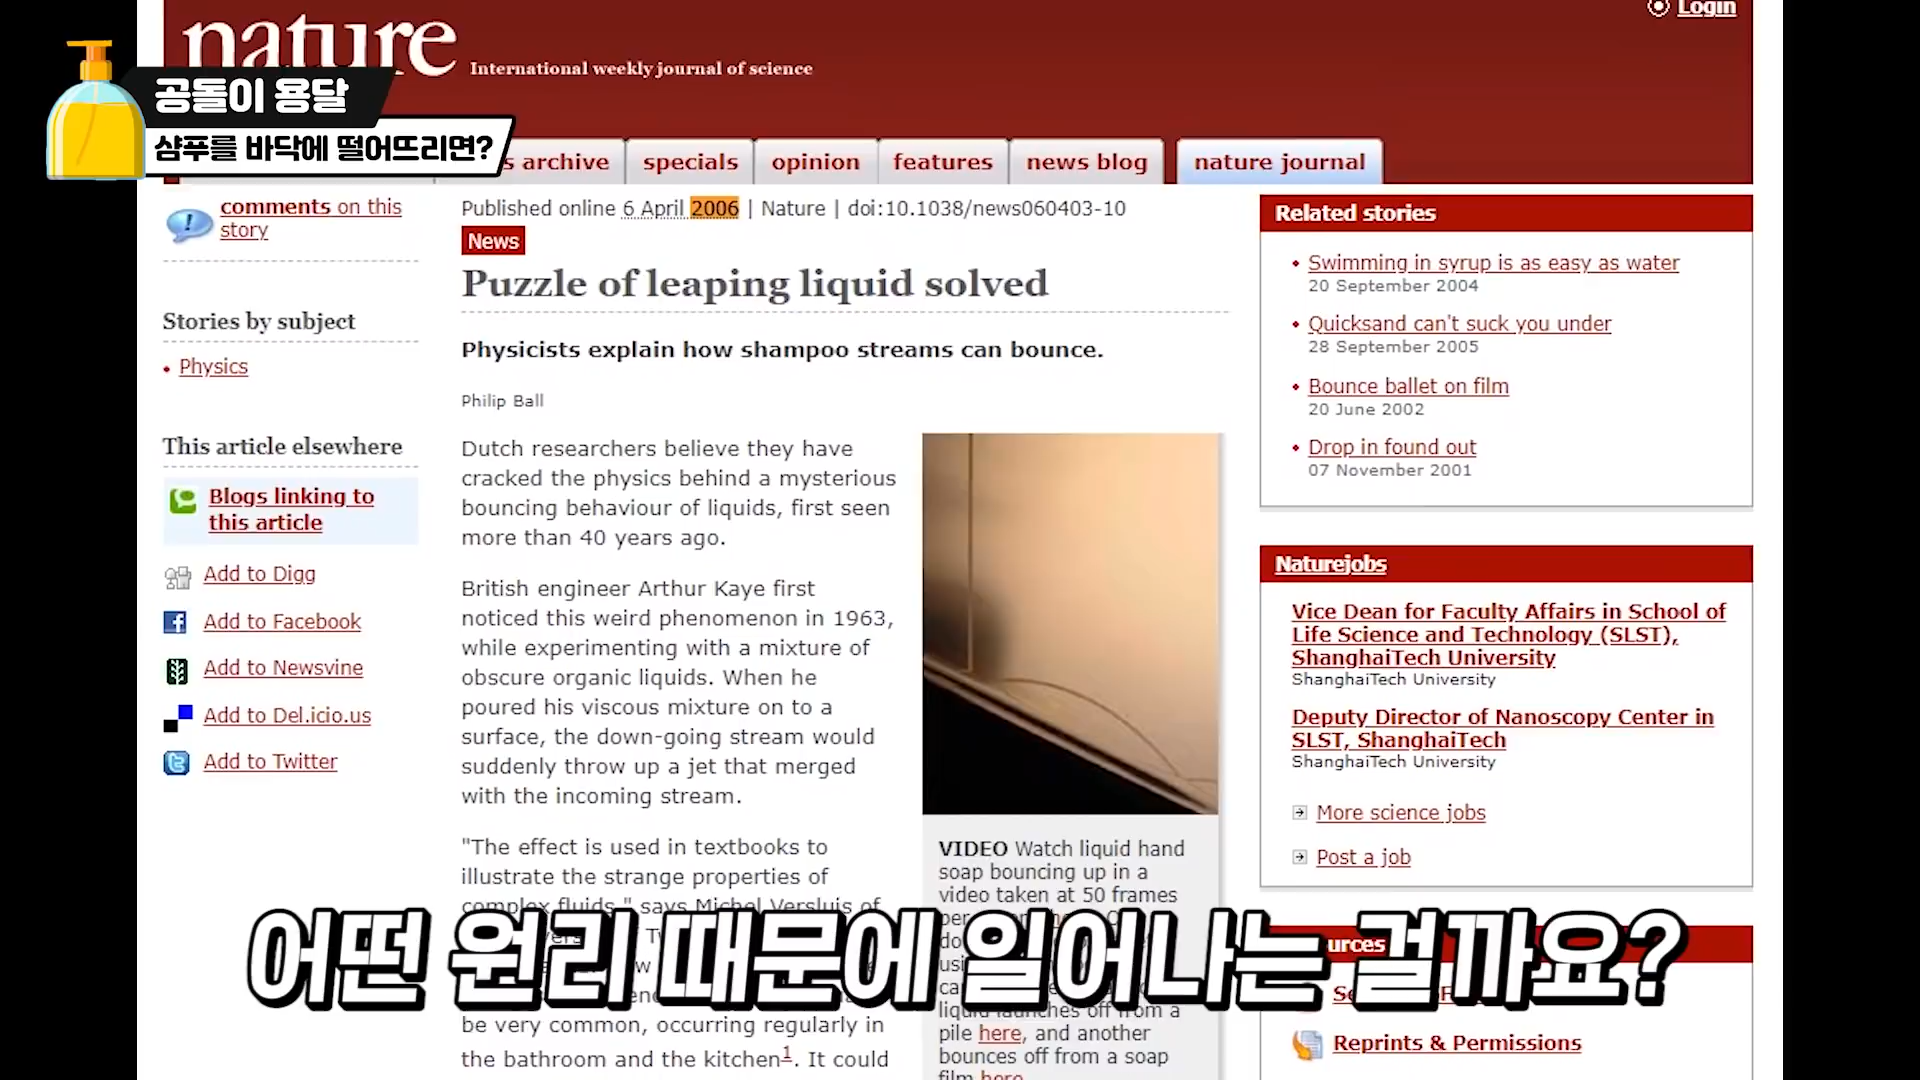 Login
nature
International weekly journal of science
공돌이 용달
샴푸를 바닥에 떨어뜨리면?
archive
specials
opinion
features
news blog
nature journal
comments on this
story
Stories by subject
Physics
This article elsewhere
Blogs linking to
this article
Add to Digg
Add to Facebook
Add to Newsvine
Add to Del.icio.us
Add to Twitter
Published online 6 April 2006 | Nature | doi:10.1038/news060403-10
News
Puzzle of leaping liquid solved
Physicists explain how shampoo streams can bounce.
Philip Ball
Dutch researchers believe they have
cracked the physics behind a mysterious
bouncing behaviour of liquids, first seen
more than 40 years ago.
British engineer Arthur Kaye first
noticed this weird phenomenon in 1963,
while experimenting with a mixture of
obscure organic liquids. When he
poured his viscous mixture on to a
surface, the down-going stream would
suddenly throw up a jet that merged
with the incoming stream.
"The effect is used in textbooks to
illustrate the strange properties of
complex fluids," says Michel Versluis of
be very common, occurring regularly in
the bathroom and the kitchen1. It could
VIDEO Watch liquid hand
soap bouncing up in a
video taken at 50 frames
liquid launches off from a
pile here, and another
bounces off from a soap
film here
Related stories
• Swimming in syrup is as easy as water
20 September 2004
• Quicksand can't suck you under
28 September 2005
• Bounce ballet on film
20 June 2002
• Drop in found out
07 November 2001
Naturejobs
Vice Dean for Faculty Affairs in School of
Life Science and Technology (SLST),
ShanghaiTech University
ShanghaiTech University
Deputy Director of Nanoscopy Center in
SLST, ShanghaiTech
ShanghaiTech University
More science jobs
Post a job
Reprints & Permissions
어떤 원리 때문에 일어나는 걸까요?